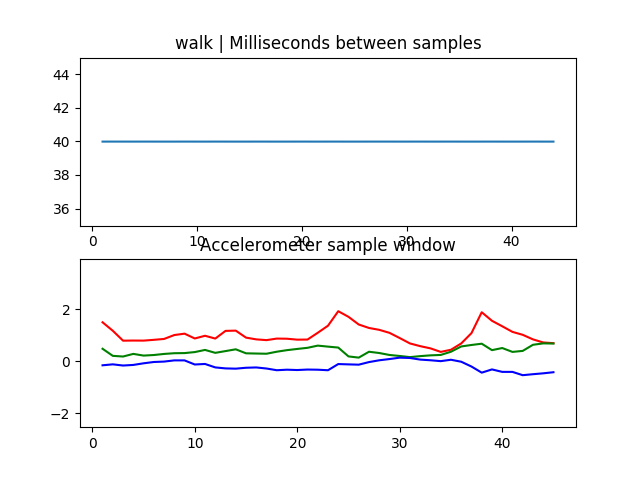 walk | Milliseconds between samples
44
42
40
38
36
0 10 20 30 40
Accelerometer sample window
2
0
−2
0 10 20 30 40